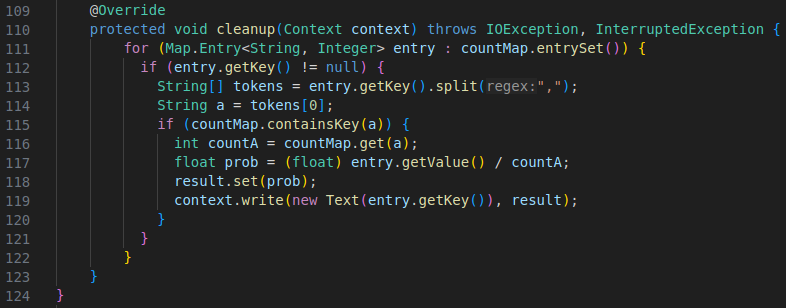 109 @Override
110 protected void cleanup(Context context) throws IOException, InterruptedException {
111 for (Map.Entry<String, Integer> entry : countMap.entrySet()) {
112 if (entry.getKey() != null) {
113 String[] tokens = entry.getKey().split(regex:",");
114 String a = tokens[0];
115 if (countMap.containsKey(a)) {
116 int countA = countMap.get(a);
117 float prob = (float) entry.getValue() / countA;
118 result.set(prob);
119 context.write(new Text(entry.getKey()), result);
120 }
121 }
122 }
123 }
124 }